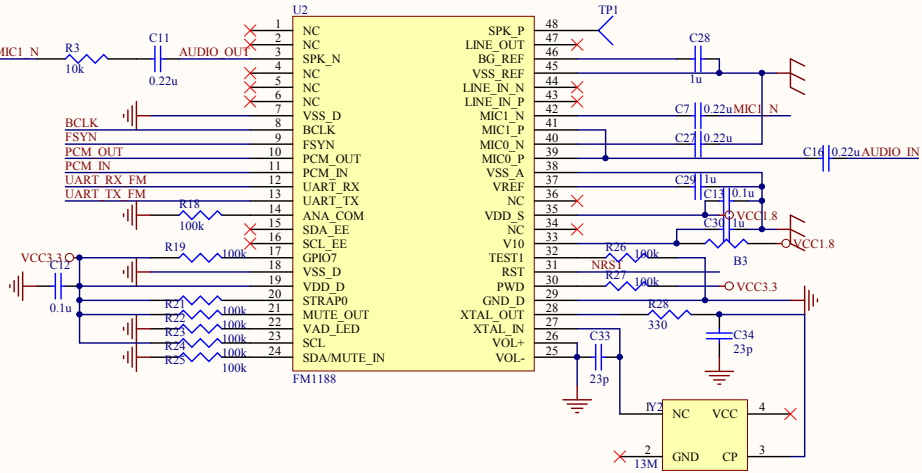 U2
TP1
1 NC SPK_P 48
2 NC LINE_OUT 47
MIC1_N R3 10k C11 0.22u AUDIO_OUT 3 SPK_N BG_REF 46 C28 1u
4 NC VSS_REF 45
5 NC LINE_IN_N 44
6 NC LINE_IN_P 43
7 VSS_D MIC1_N 42 C7 0.22u MIC1_N
BCLK 8 BCLK MIC1_P 41
FSYN 9 FSYN MIC0_N 40 C27 0.22u
PCM_OUT 10 PCM_OUT MIC0_P 39 C16 0.22u AUDIO_IN
PCM_IN 11 PCM_IN VSS_A 38
UART_RX_FM 12 UART_RX VREF 37 C29 1u
UART_TX_FM 13 UART_TX NC 36 C13 0.1u
R18 100k 14 ANA_COM VDD_S 35 VCC1.8
15 SDA_EE NC 34 C30 1u
16 SCL_EE V10 33 B3 VCC1.8
VCC3.3 R19 100k 17 GPIO7 TEST1 32 R26 100k
18 VSS_D RST 31 NRST
C12 0.1u 19 VDD_D PWD 30 R27 100k VCC3.3
20 STRAP0 GND_D 29
R21 100k 21 MUTE_OUT XTAL_OUT 28 R28 330
R22 100k 22 VAD_LED XTAL_IN 27
R23 100k 23 SCL VOL+ 26 C33 23p C34 23p
R24 100k 24 SDA/MUTE_IN VOL- 25
R25 100k
FM1188
Y2
1 NC VCC 4
2 GND CP 3
13M